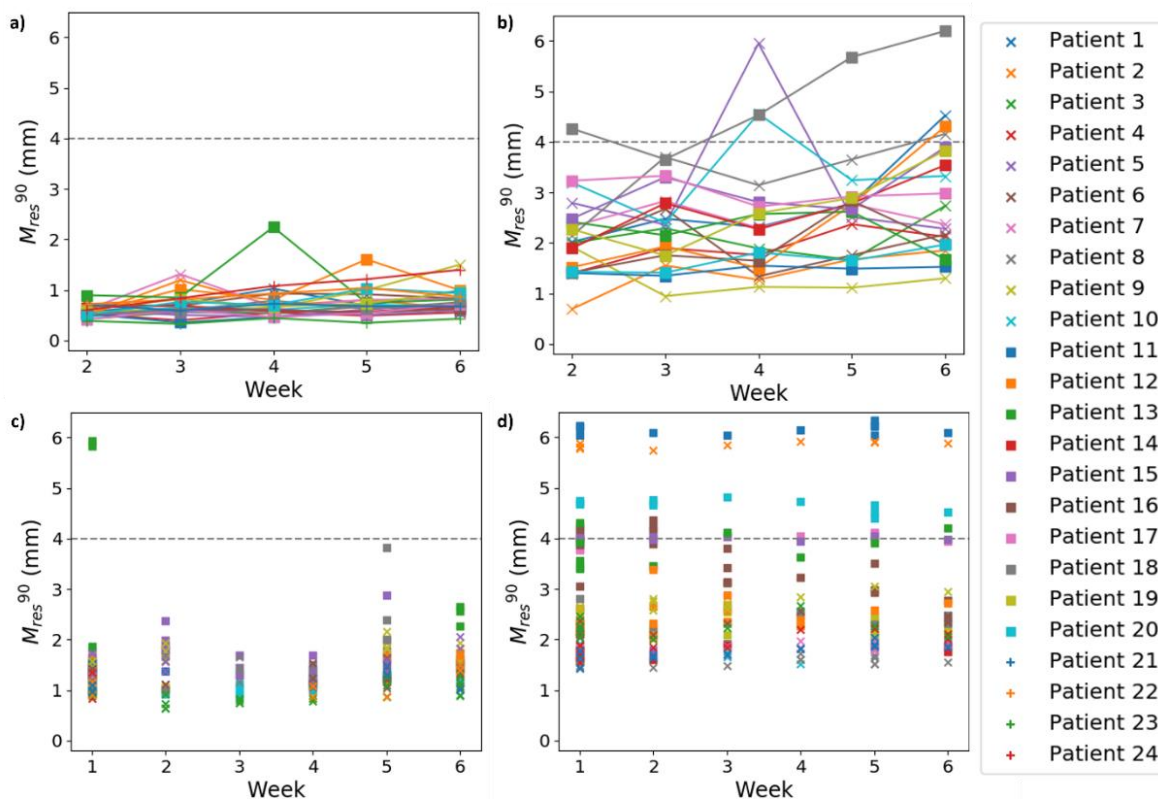 a)
6
5
4
3
2
1
0
M_res^90 (mm)
2 3 4 5 6
Week
b)
6
5
4
3
2
1
0
M_res^90 (mm)
2 3 4 5 6
Week
c)
6
5
4
3
2
1
0
M_res^90 (mm)
1 2 3 4 5 6
Week
d)
6
5
4
3
2
1
0
M_res^90 (mm)
1 2 3 4 5 6
Week
Patient 1
Patient 2
Patient 3
Patient 4
Patient 5
Patient 6
Patient 7
Patient 8
Patient 9
Patient 10
Patient 11
Patient 12
Patient 13
Patient 14
Patient 15
Patient 16
Patient 17
Patient 18
Patient 19
Patient 20
Patient 21
Patient 22
Patient 23
Patient 24